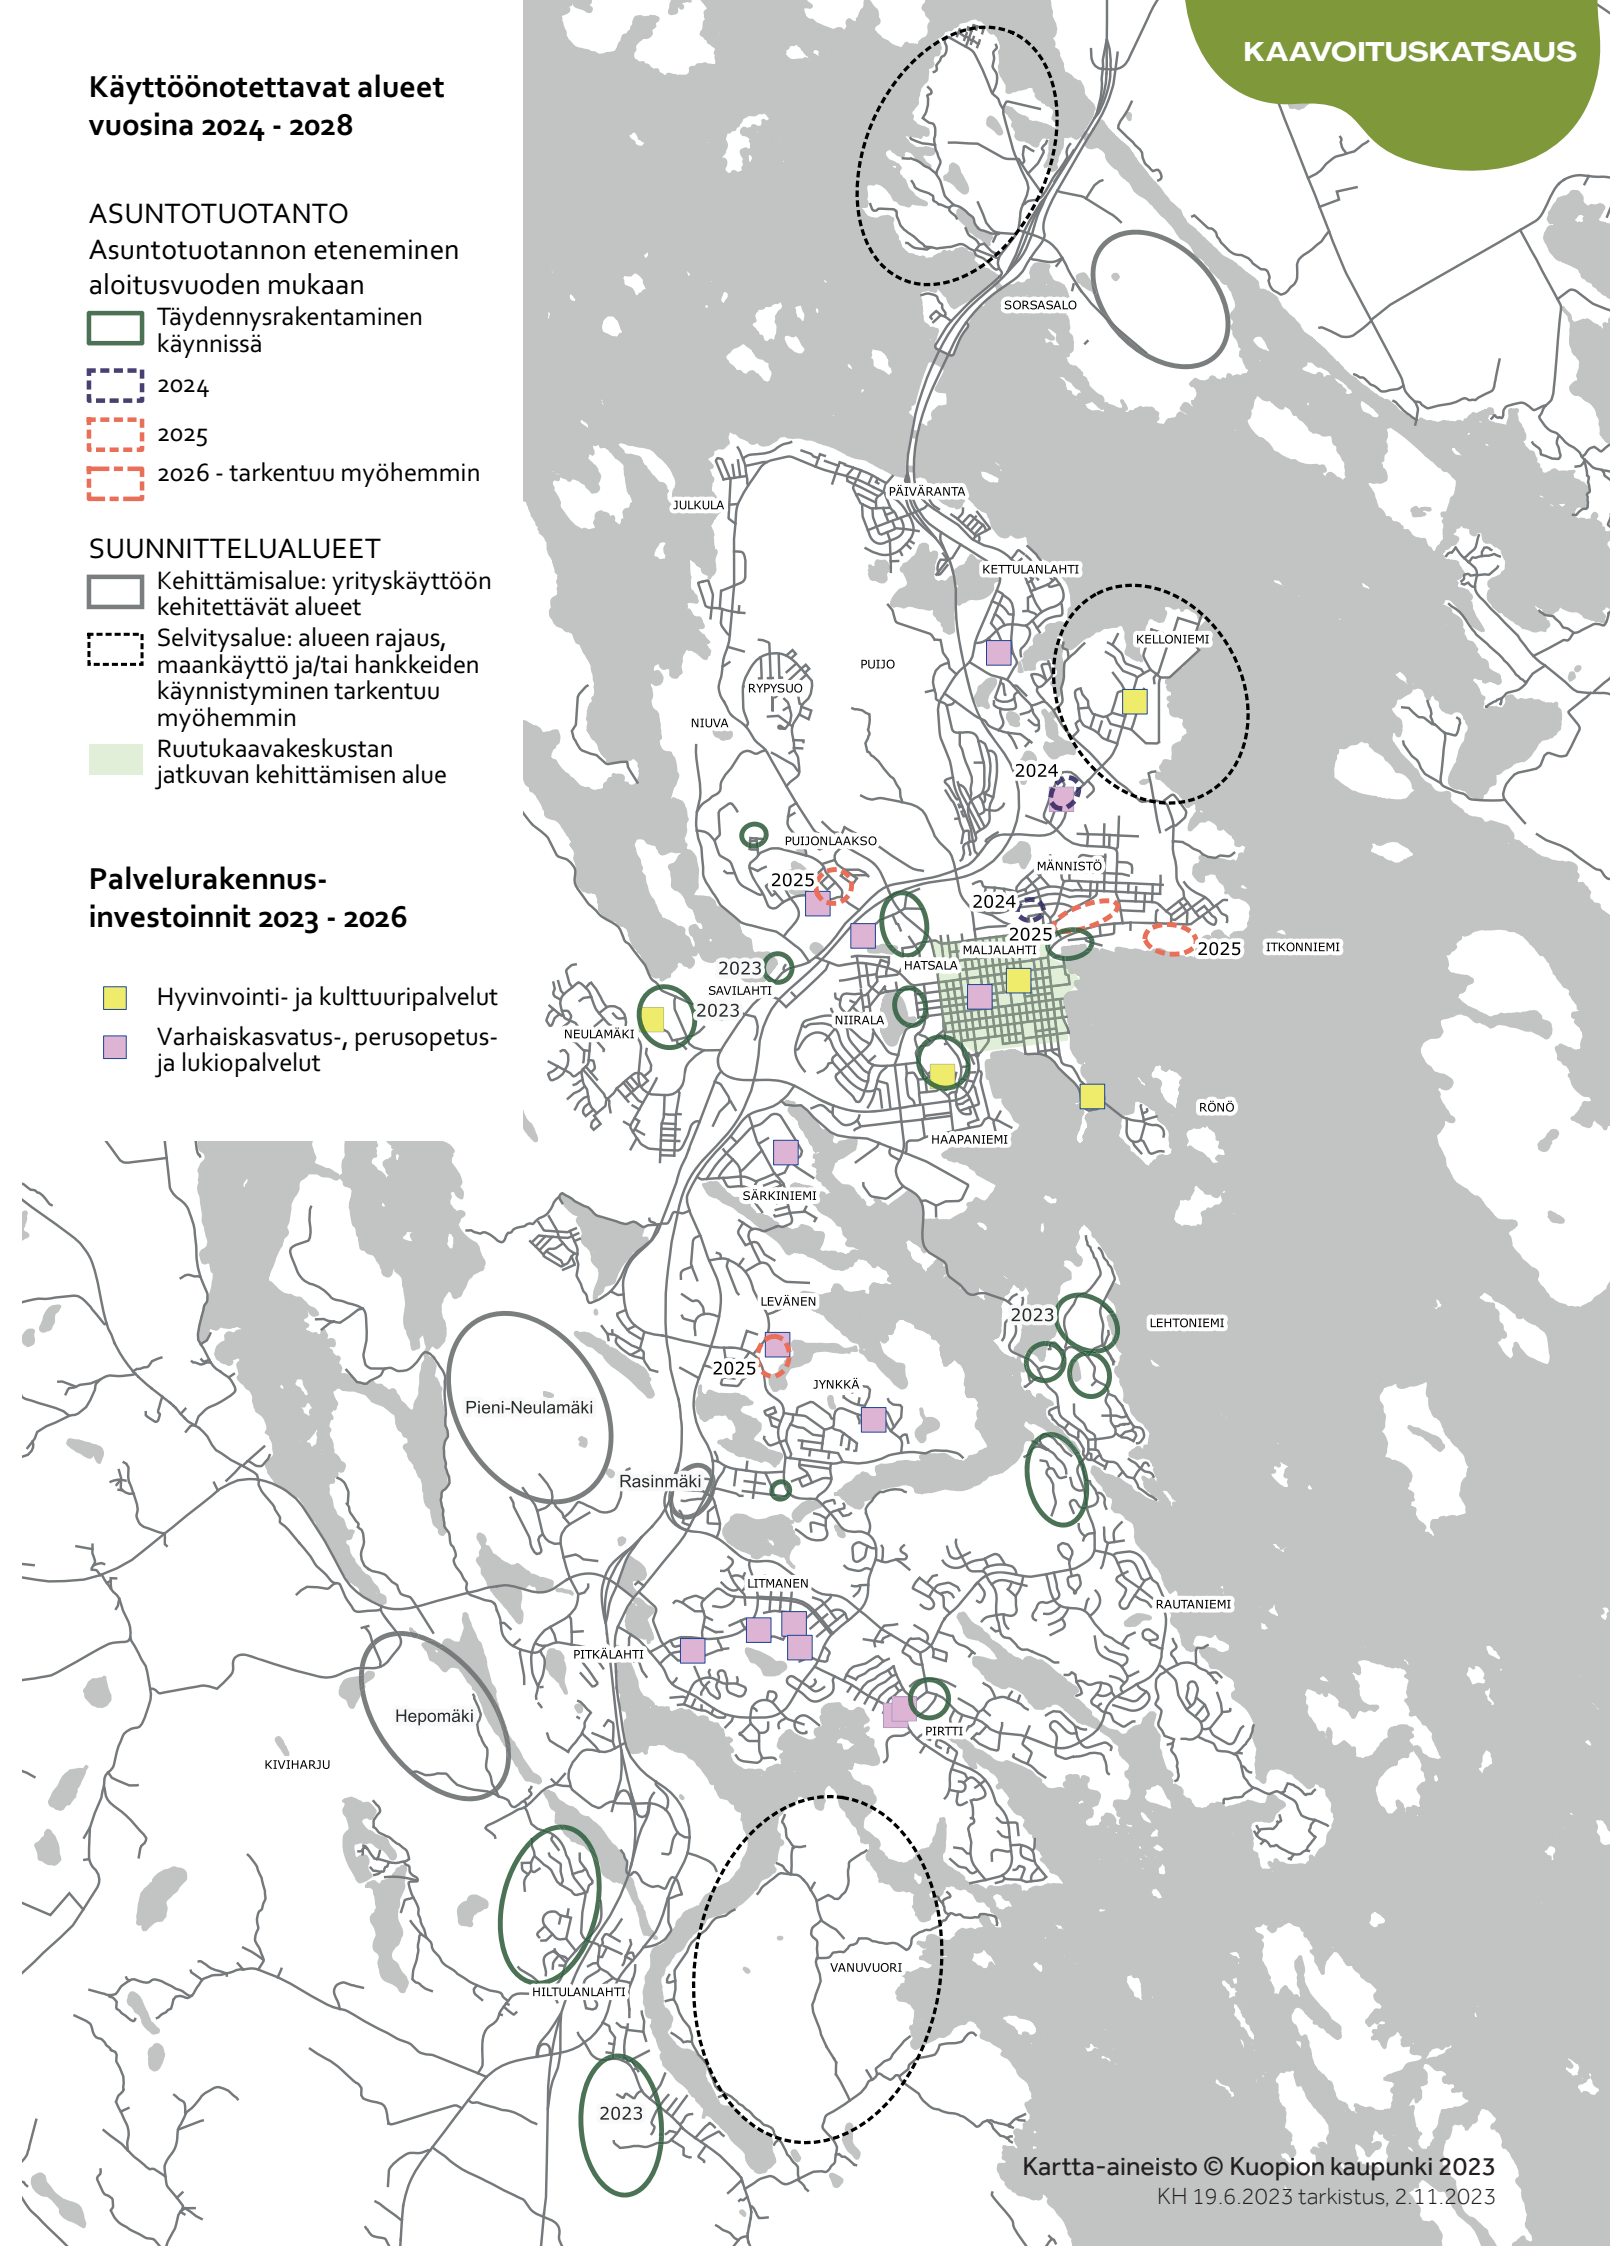 KAAVOITUSKATSAUS
Käyttöönotettavat alueet
vuosina 2024 - 2028
ASUNTOTUOTANTO
Asuntotuotannon eteneminen
aloitusvuoden mukaan
Täydennysrakentaminen
käynnissä
2024
2025
2026 - tarkentuu myöhemmin
SUUNNITTELUALUEET
Kehittämisalue: yrityskäyttöön
kehitettävät alueet
Selvitysalue: alueen rajaus,
maankäyttö ja/tai hankkeiden
käynnistyminen tarkentuu
myöhemmin
Ruutukaavakeskustan
jatkuvan kehittämisen alue
Palvelurakennus-
investoinnit 2023 - 2026
Hyvinvointi- ja kulttuuripalvelut
Varhaiskasvatus-, perusopetus-
ja lukiopalvelut
SORSASALO
PÄIVÄRANTA
JULKULA
KETTULANLAHTI
KELLONIEMI
PUIJO
RYPYSUO
NIUVA
2024
PUIJONLAAKSO
MÄNNISTÖ
2025
2024
2025
MALJALAHTI
2025
ITKONNIEMI
HATSALA
2023
SAVILAHTI
2023
NIIRALA
NEULAMÄKI
RÖNÖ
HAAPANIEMI
SÄRKINIEMI
LEVÄNEN
2023
LEHTONIEMI
2025
JYNKKÄ
Pieni-Neulamäki
Rasinmäki
LITMANEN
RAUTANIEMI
PITKÄLAHTI
Hepomäki
PIRTTI
KIVIHARJU
VANUVUORI
HILTULANLAHTI
2023
Kartta-aineisto © Kuopion kaupunki 2023
KH 19.6.2023 tarkistus, 2.11.2023